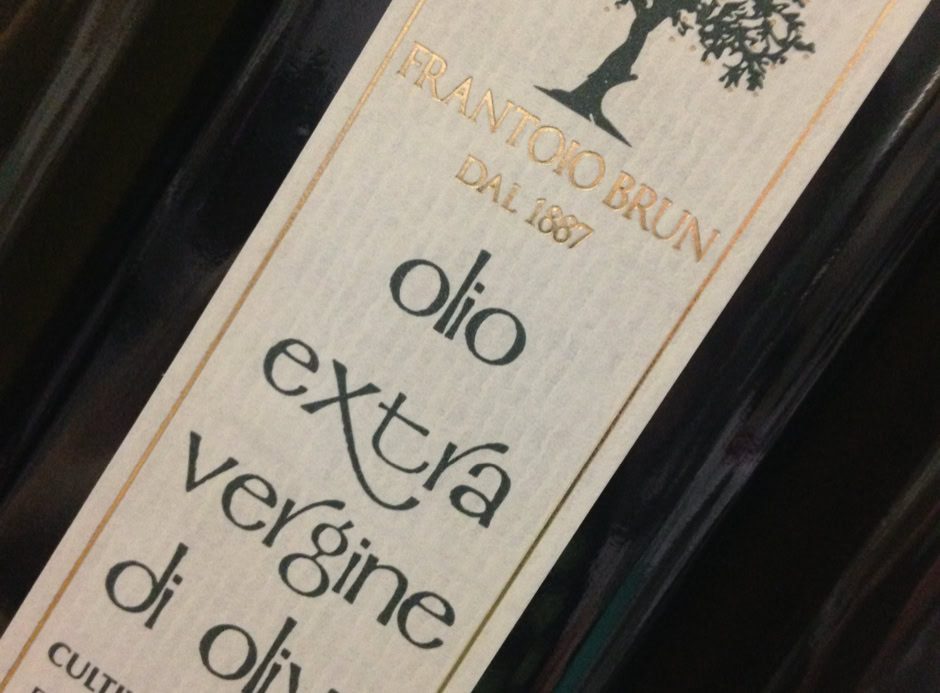 FRANTOIO BRUN
DAL 1887
olio
extra
vergine
di